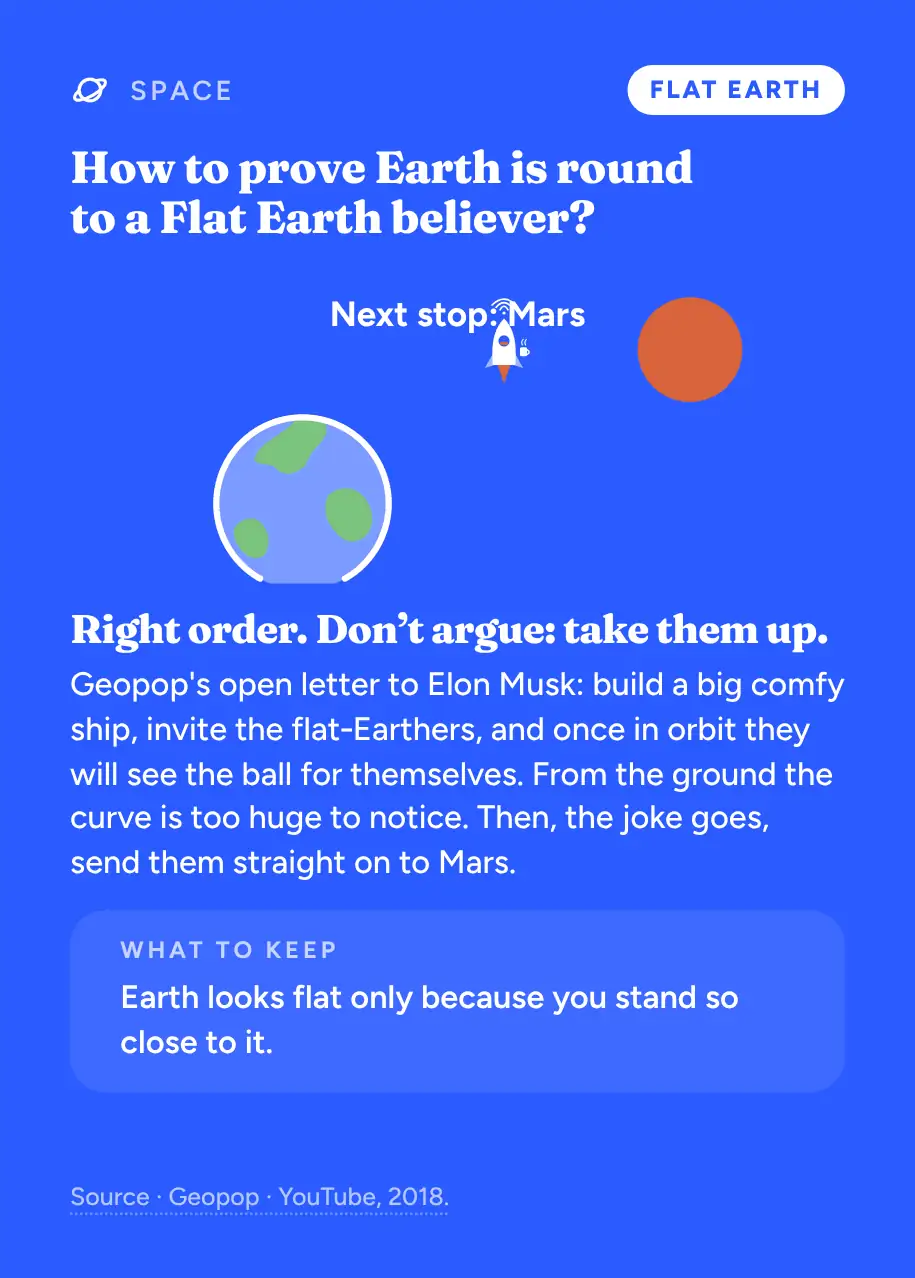 SPACE
FLAT EARTH
How to prove Earth is round
to a Flat Earth believer?
Next stop: Mars
Right order. Don’t argue: take them up.
Geopop's open letter to Elon Musk: build a big comfy
ship, invite the flat-Earthers, and once in orbit they
will see the ball for themselves. From the ground the
curve is too huge to notice. Then, the joke goes,
send them straight on to Mars.
WHAT TO KEEP
Earth looks flat only because you stand so
close to it.
Source · Geopop · YouTube, 2018.